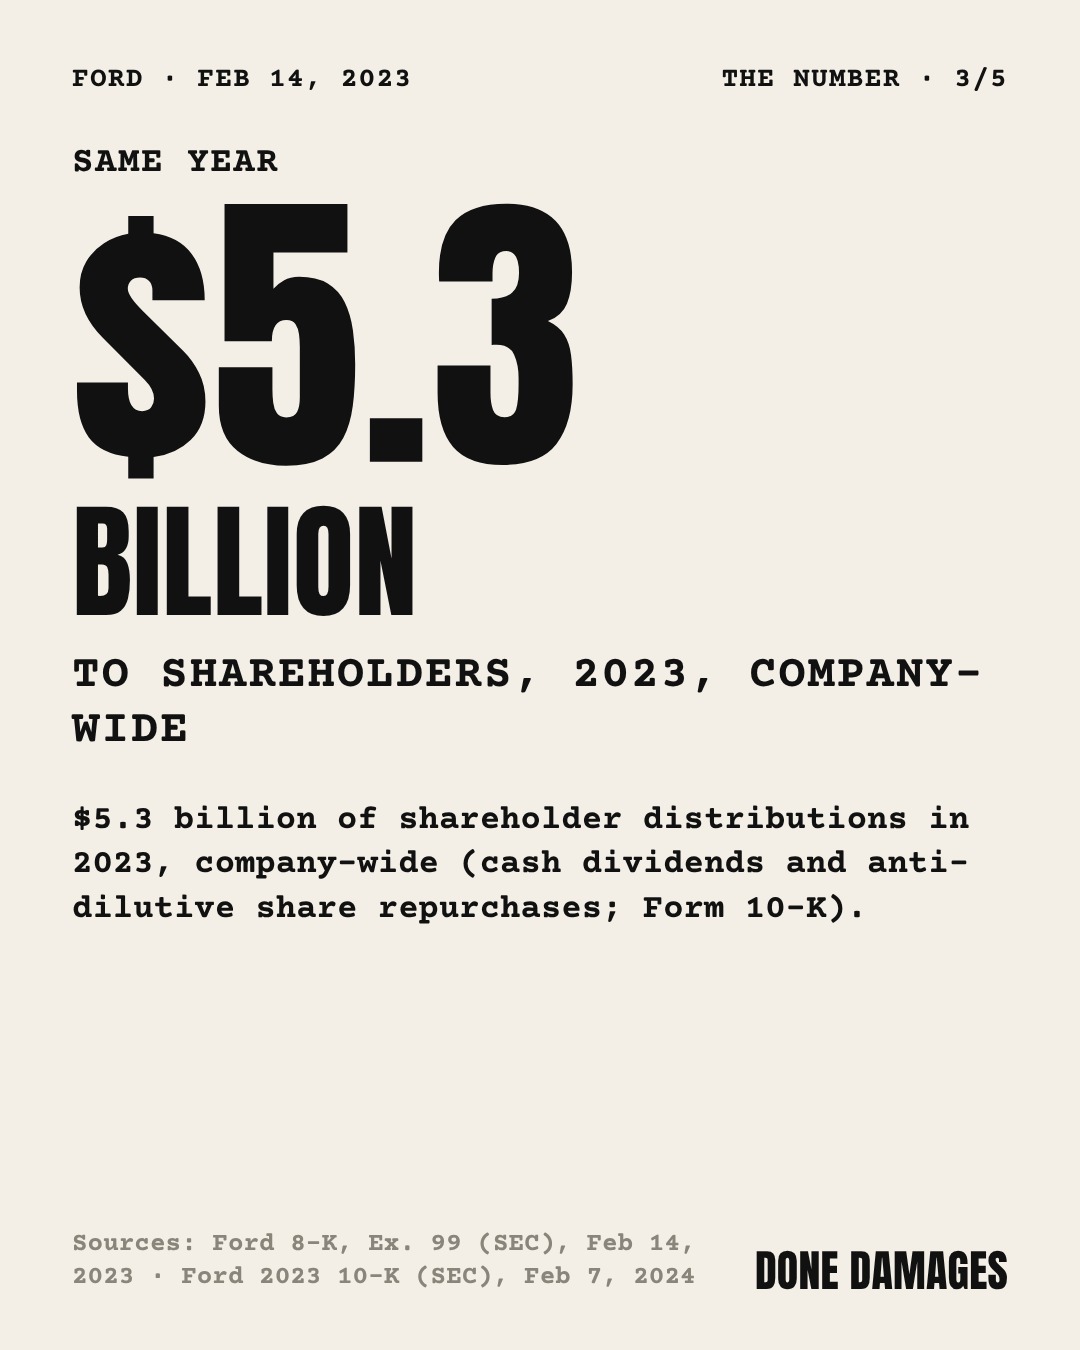 FORD · FEB 14, 2023
THE NUMBER · 3/5
SAME YEAR
$5.3
BILLION
TO SHAREHOLDERS, 2023, COMPANY-
WIDE
$5.3 billion of shareholder distributions in
2023, company-wide (cash dividends and anti-
dilutive share repurchases; Form 10-K).
Sources: Ford 8-K, Ex. 99 (SEC), Feb 14,
2023 · Ford 2023 10-K (SEC), Feb 7, 2024
DONE DAMAGES